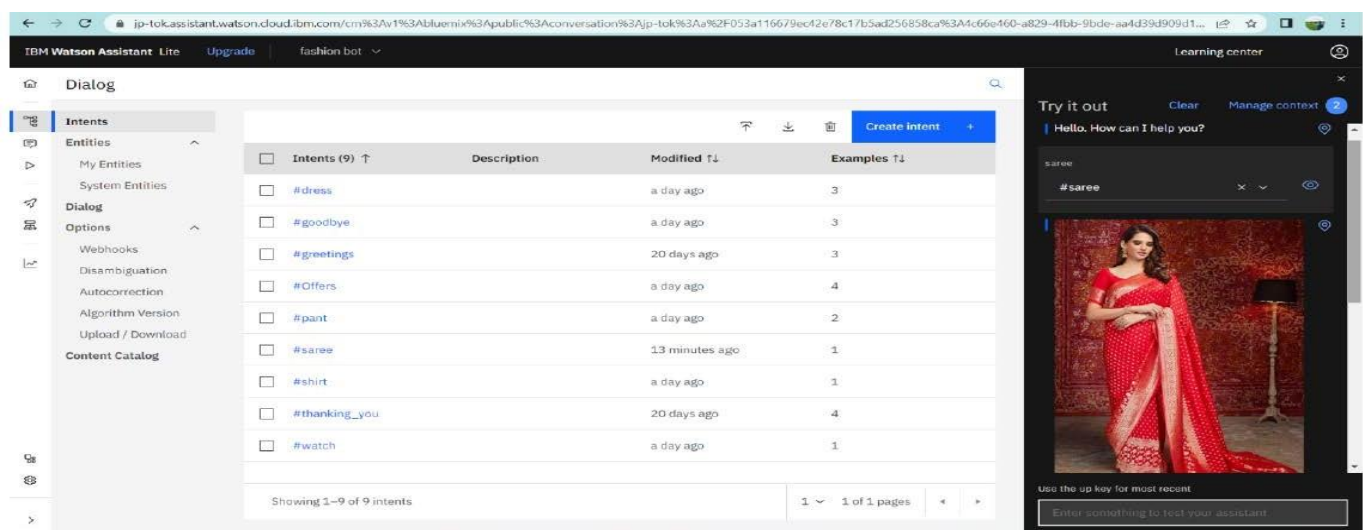 jp-tok.assistant.watson.cloud.ibm.com/crn%3Av1%3Abluemix%3Apublic%3Aconversation%3Ajp-tok%3Aa%2F053a116679ec42e78c17b5ad256858ca%3A4c66e460-a829-4fbb-9bde-aa4d39d909d1...
IBM Watson Assistant Lite Upgrade fashion bot Learning center
Dialog
Intents
Entities
My Entities
System Entities
Dialog
Options
Webhooks
Disambiguation
Autocorrection
Algorithm Version
Upload / Download
Content Catalog
Create intent +
Intents (9) ↑ Description Modified ↑↓ Examples ↑↓
#dress a day ago 3
#goodbye a day ago 3
#greetings 20 days ago 3
#Offers a day ago 4
#pant a day ago 2
#saree 13 minutes ago 1
#shirt a day ago 1
#thanking_you 20 days ago 4
#watch a day ago 1
Showing 1–9 of 9 intents 1 1 of 1 pages
Try it out Clear Manage context 2
Hello. How can I help you?
saree
#saree
Use the up key for most recent
Enter something to test your assistant